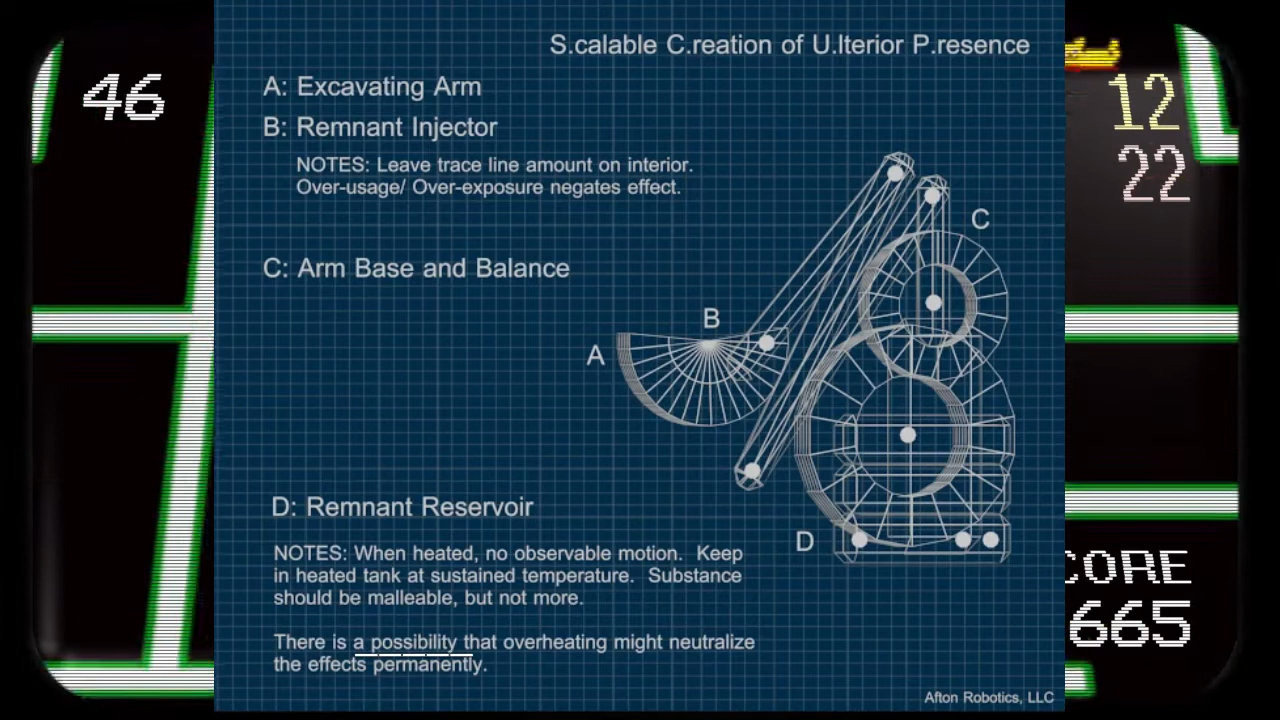 S.calable C.reation of U.lterior P.resence
46
12
22
A: Excavating Arm
B: Remnant Injector
NOTES: Leave trace line amount on interior.
Over-usage/ Over-exposure negates effect.
C
C: Arm Base and Balance
B
A
D: Remnant Reservoir
D
NOTES: When heated, no observable motion. Keep
in heated tank at sustained temperature. Substance
should be malleable, but not more.
There is a possibility that overheating might neutralize
the effects permanently.
CORE
665
Afton Robotics, LLC